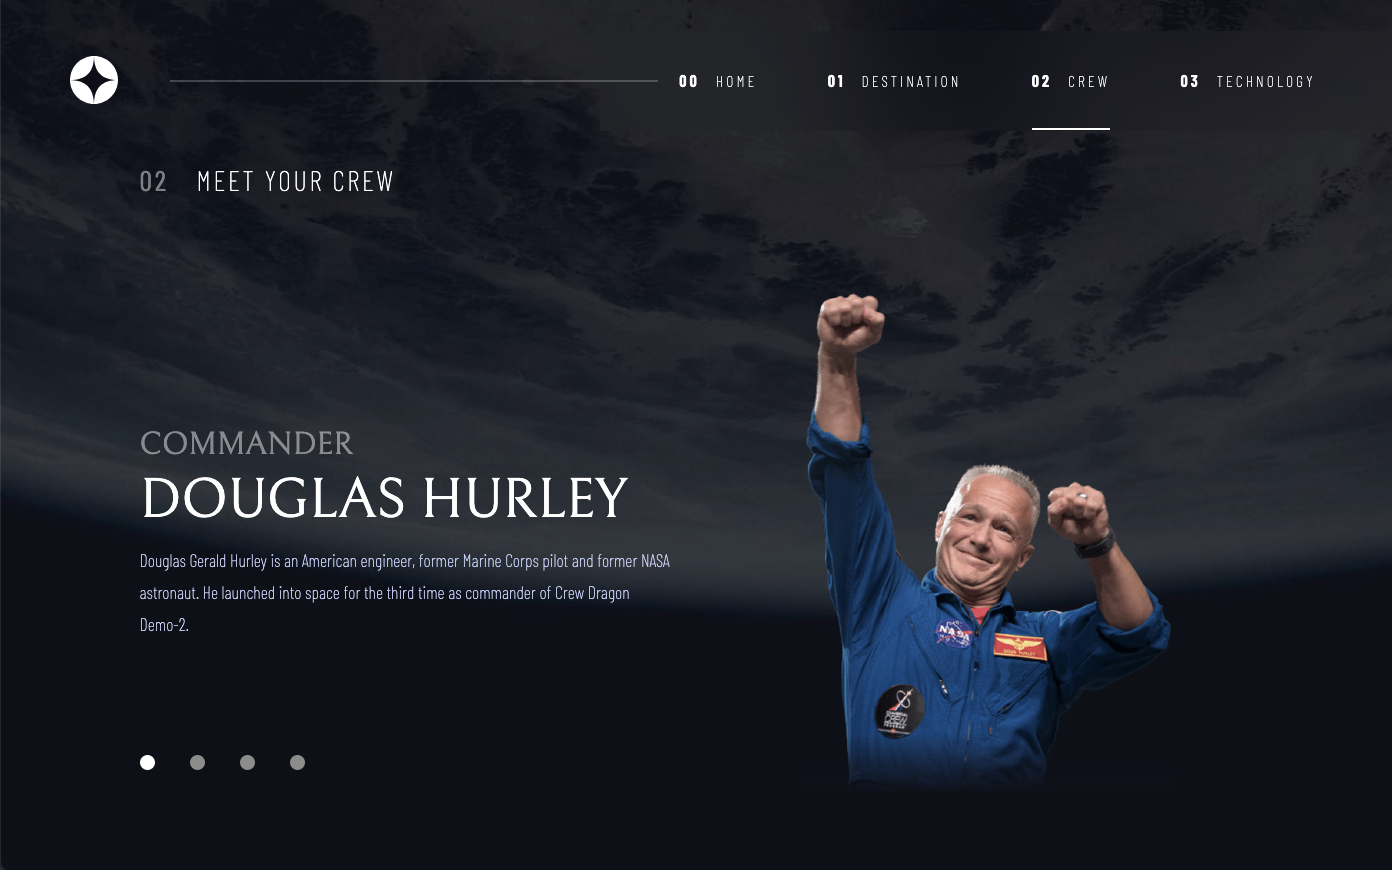 00 HOME 01 DESTINATION 02 CREW 03 TECHNOLOGY
02 MEET YOUR CREW
COMMANDER
DOUGLAS HURLEY
Douglas Gerald Hurley is an American engineer, former Marine Corps pilot and former NASA
astronaut. He launched into space for the third time as commander of Crew Dragon
Demo-2.
NASA
CREW